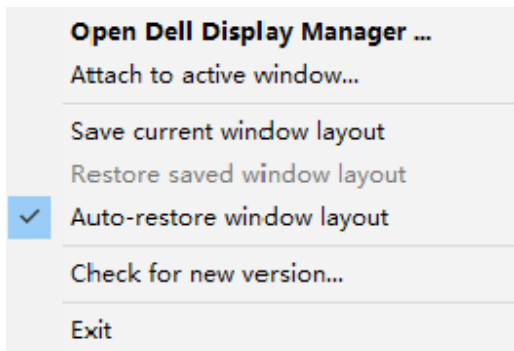 Open Dell Display Manager ...
Attach to active window...
Save current window layout
Restore saved window layout
Auto-restore window layout
Check for new version...
Exit